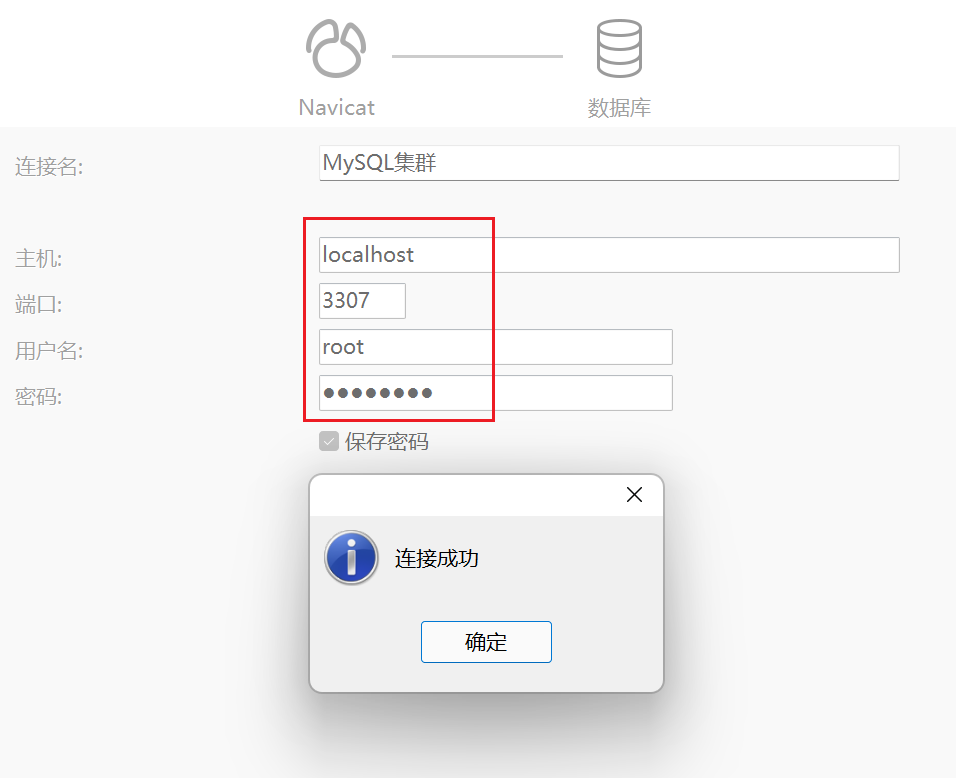 Navicat
数据库
连接名:
MySQL集群
主机:
localhost
端口:
3307
用户名:
root
密码:
●●●●●●●●
保存密码
连接成功
确定